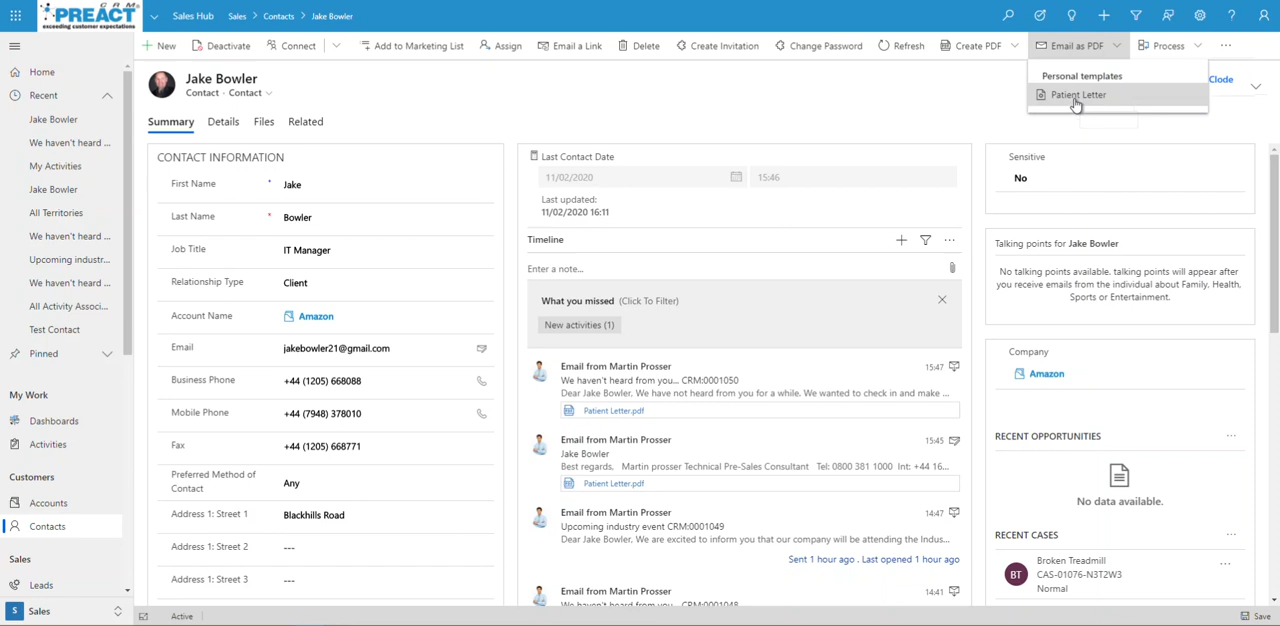 CRM
PREACT
exceeding customer expectations
Sales Hub Sales > Contacts > Jake Bowler
New Deactivate Connect Add to Marketing List Assign Email a Link Delete Create Invitation Change Password Refresh Create PDF Email as PDF Process ...
Personal templates
Patient Letter
Clode
Home
Recent
Jake Bowler
We haven't heard ...
My Activities
Jake Bowler
All Territories
We haven't heard ...
Upcoming industr...
We haven't heard ...
All Activity Associ...
Test Contact
Pinned
My Work
Dashboards
Activities
Customers
Accounts
Contacts
Sales
Leads
S Sales
Jake Bowler
Contact · Contact
Summary Details Files Related
CONTACT INFORMATION
First Name * Jake
Last Name * Bowler
Job Title IT Manager
Relationship Type Client
Account Name Amazon
Email jakebowler21@gmail.com
Business Phone +44 (1205) 668088
Mobile Phone +44 (7948) 378010
Fax +44 (1205) 668771
Preferred Method of
Contact Any
Address 1: Street 1 Blackhills Road
Address 1: Street 2 ---
Address 1: Street 3 ---
Last Contact Date
11/02/2020 15:46
Last updated:
11/02/2020 16:11
Timeline
Enter a note...
What you missed (Click To Filter)
New activities (1)
Email from Martin Prosser 15:47
We haven't heard from you... CRM:0001050
Dear Jake Bowler, We have not heard from you for a while. We wanted to check in and make ...
Patient Letter.pdf
Email from Martin Prosser 15:45
Jake Bowler
Best regards, Martin prosser Technical Pre-Sales Consultant Tel: 0800 381 1000 Int: +44 16...
Patient Letter.pdf
Email from Martin Prosser 14:47
Upcoming industry event CRM:0001049
Dear Jake Bowler, We are excited to inform you that our company will be attending the Indus...
Sent 1 hour ago . Last opened 1 hour ago
Email from Martin Prosser 14:41
We haven't heard from you... CRM:0001048
Sensitive
No
Talking points for Jake Bowler
No talking points available. talking points will appear after
you receive emails from the individual about Family, Health,
Sports or Entertainment.
Company
Amazon
RECENT OPPORTUNITIES ...
No data available.
RECENT CASES ...
BT Broken Treadmill ...
CAS-01076-N3T2W3
Normal
Active
Save